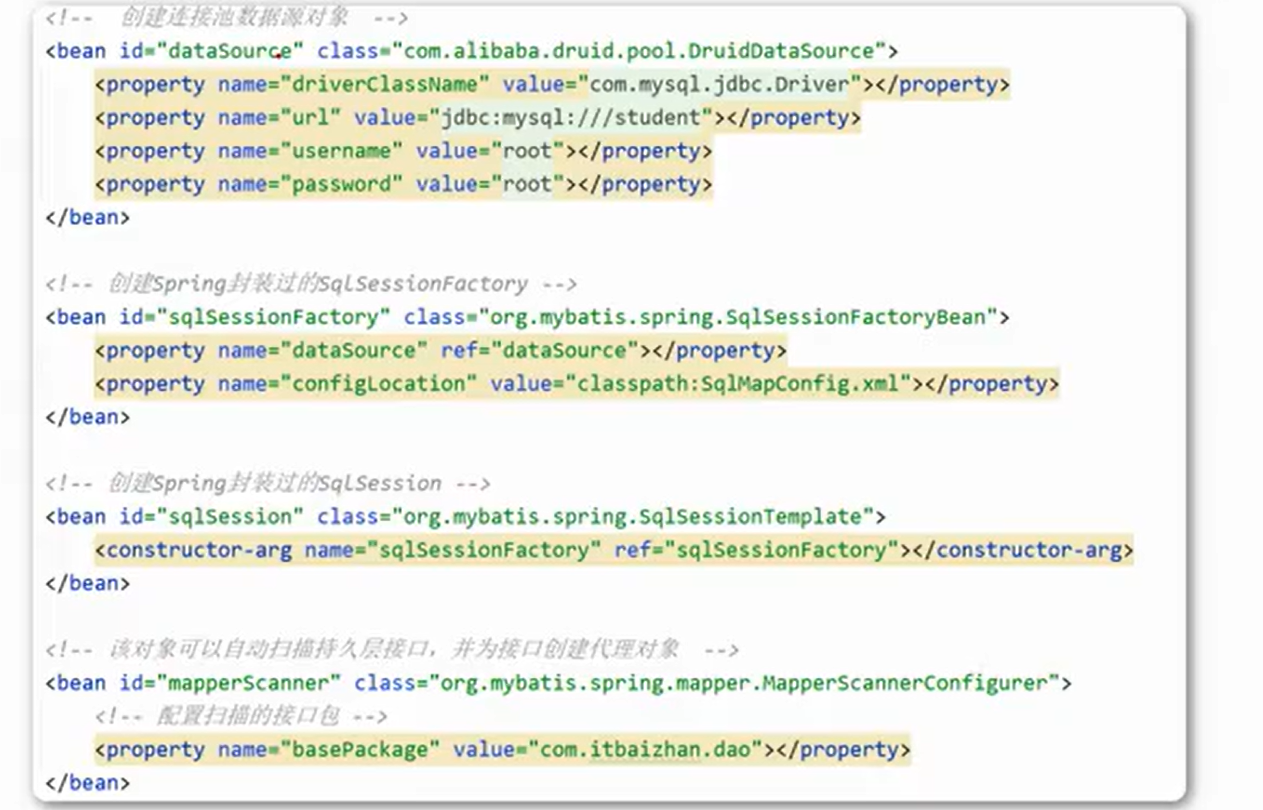 <!--  创建连接池数据源对象  -->
<bean id="dataSource" class="com.alibaba.druid.pool.DruidDataSource">
    <property name="driverClassName" value="com.mysql.jdbc.Driver"></property>
    <property name="url" value="jdbc:mysql:///student"></property>
    <property name="username" value="root"></property>
    <property name="password" value="root"></property>
</bean>

<!-- 创建Spring封装过的SqlSessionFactory -->
<bean id="sqlSessionFactory" class="org.mybatis.spring.SqlSessionFactoryBean">
    <property name="dataSource" ref="dataSource"></property>
    <property name="configLocation" value="classpath:SqlMapConfig.xml"></property>
</bean>

<!-- 创建Spring封装过的SqlSession -->
<bean id="sqlSession" class="org.mybatis.spring.SqlSessionTemplate">
    <constructor-arg name="sqlSessionFactory" ref="sqlSessionFactory"></constructor-arg>
</bean>

<!-- 该对象可以自动扫描持久层接口，并为接口创建代理对象  -->
<bean id="mapperScanner" class="org.mybatis.spring.mapper.MapperScannerConfigurer">
    <!-- 配置扫描的接口包 -->
    <property name="basePackage" value="com.itbaizhan.dao"></property>
</bean>